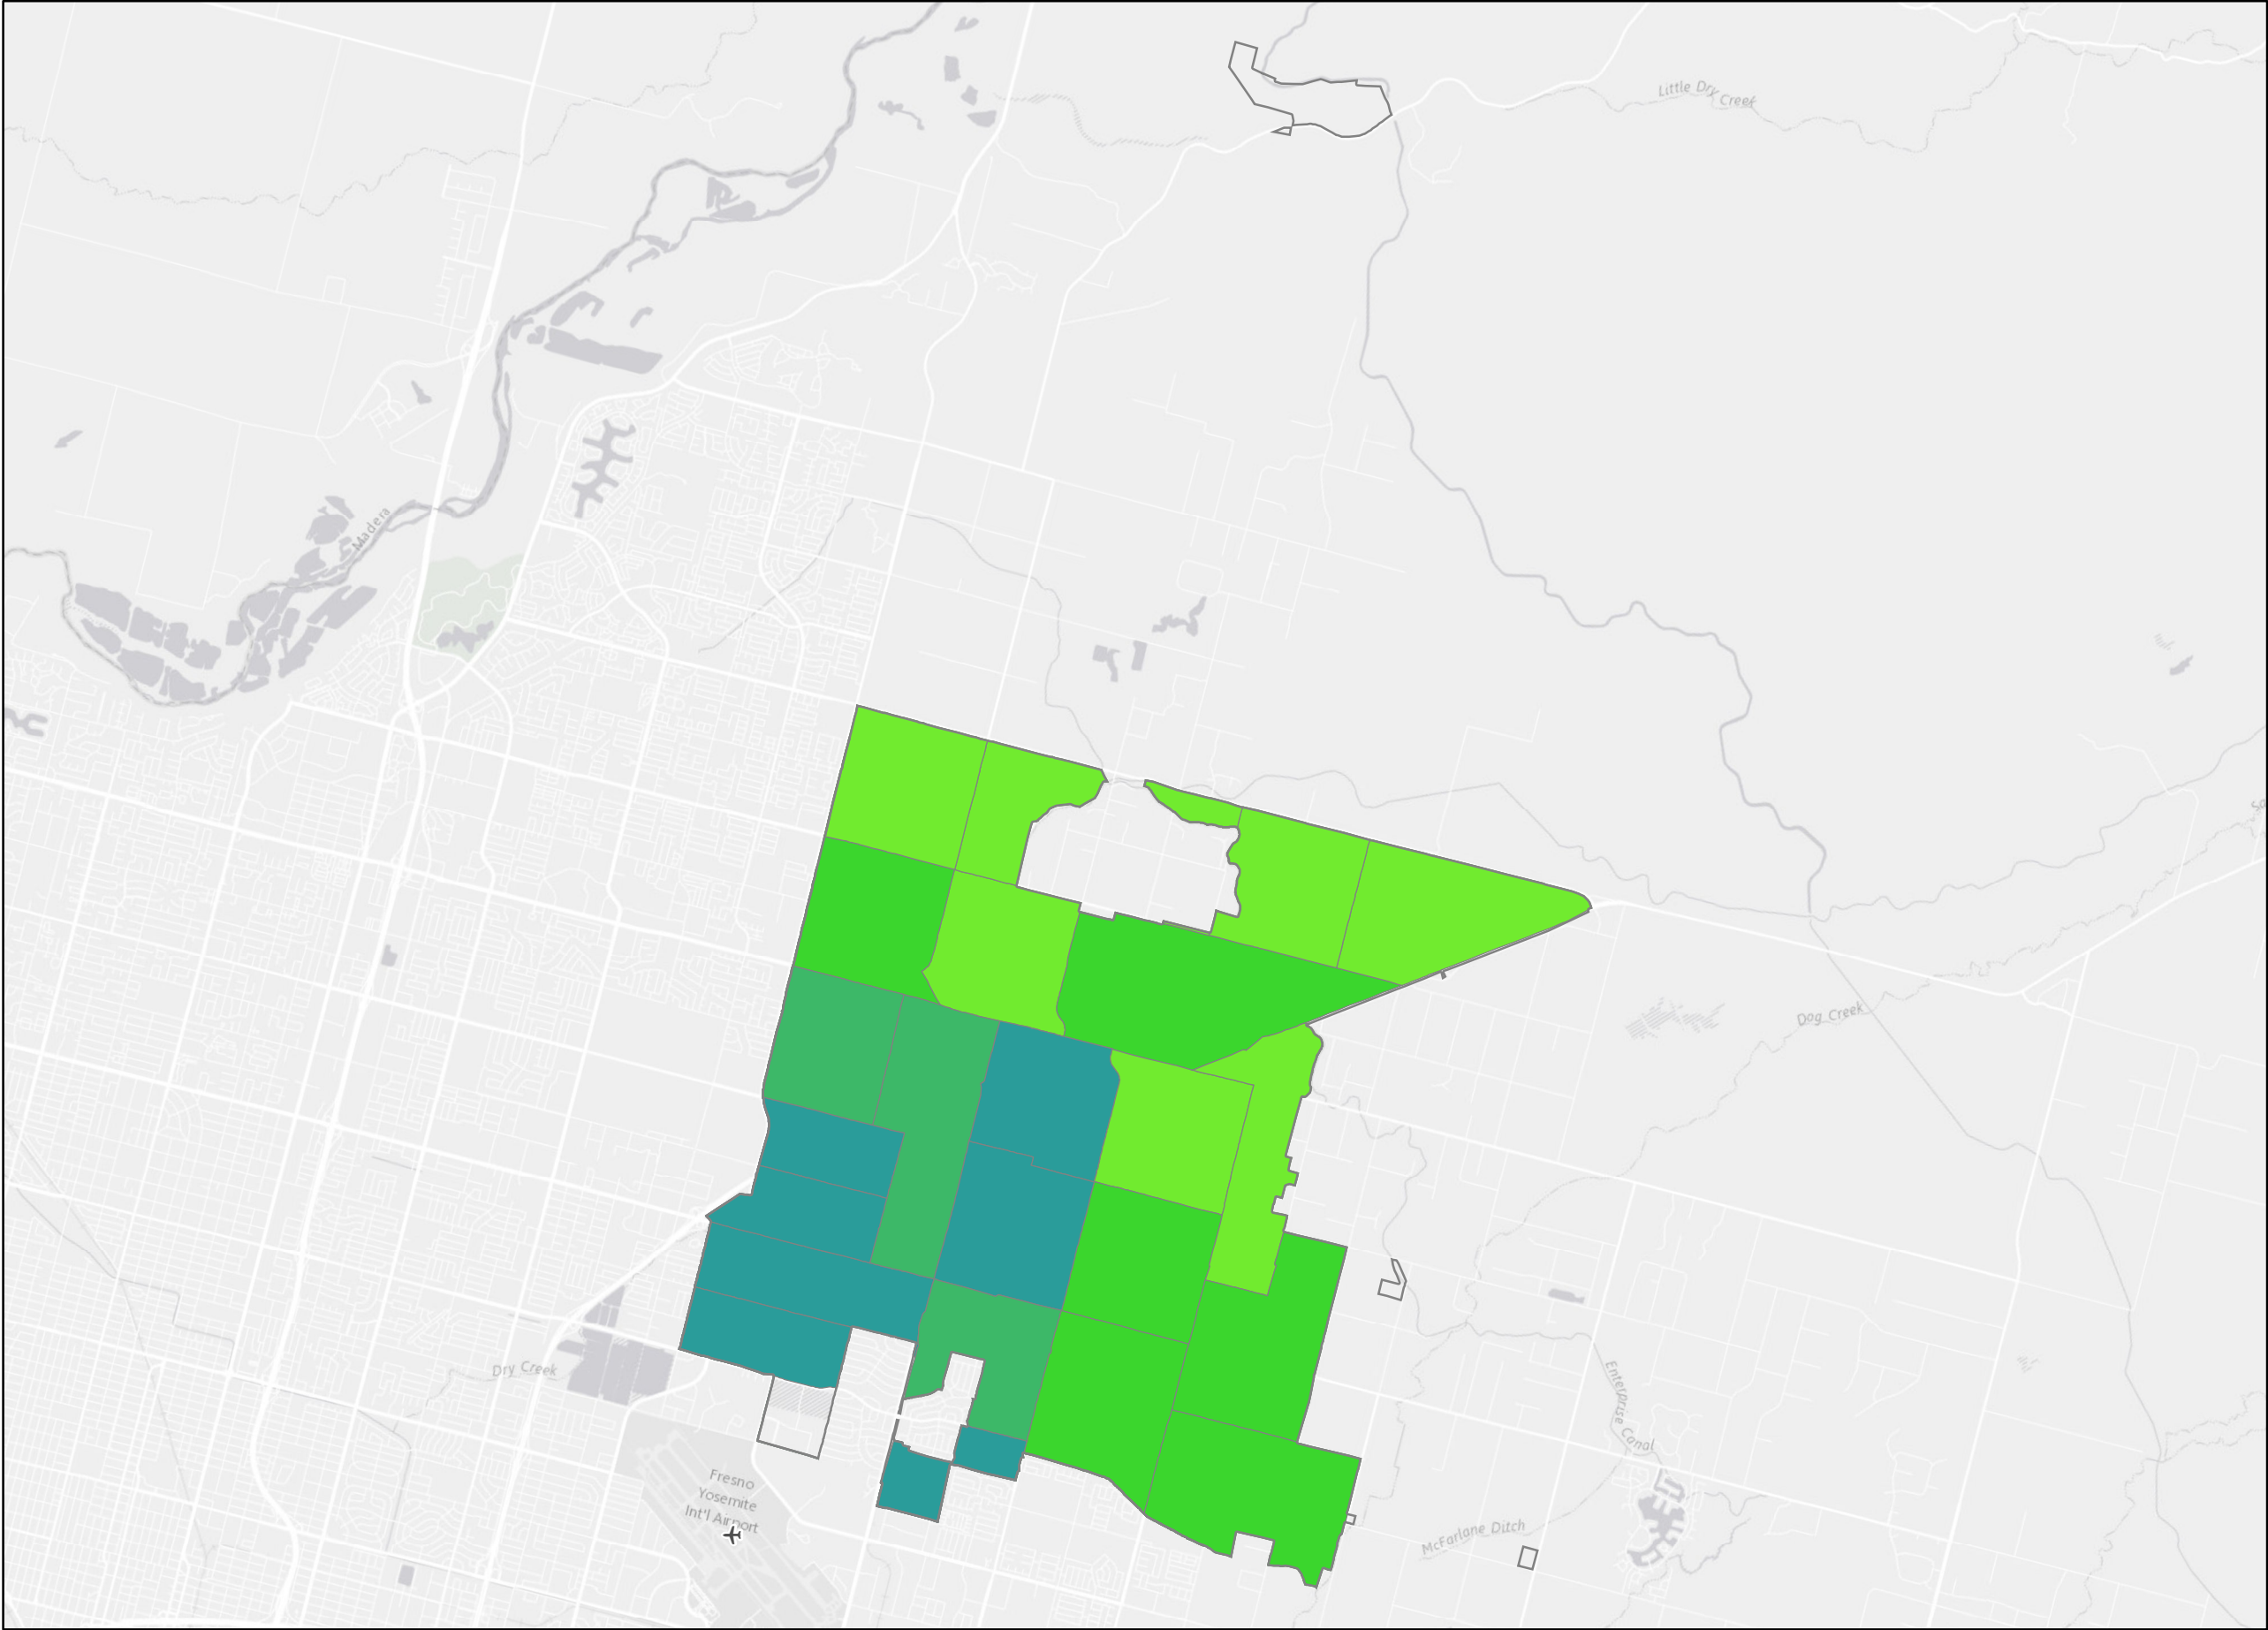 Little Dry Creek
Madera
Dog Creek
Dry Creek
Enterprise Canal
Fresno
Yosemite
Int'l Airport
McFarlane Ditch